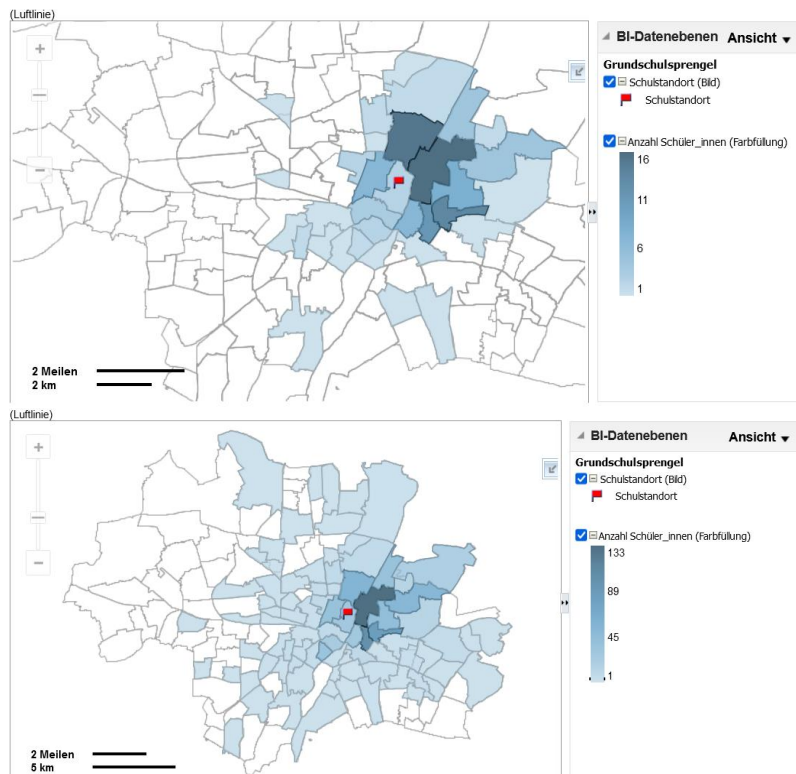 (Luftlinie)
+
−
2 Meilen
2 km
BI-Datenebenen Ansicht
Grundschulsprengel
Schulstandort (Bild)
Schulstandort
Anzahl Schüler_innen (Farbfüllung)
16
11
6
1
(Luftlinie)
+
−
2 Meilen
5 km
BI-Datenebenen Ansicht
Grundschulsprengel
Schulstandort (Bild)
Schulstandort
Anzahl Schüler_innen (Farbfüllung)
133
89
45
1